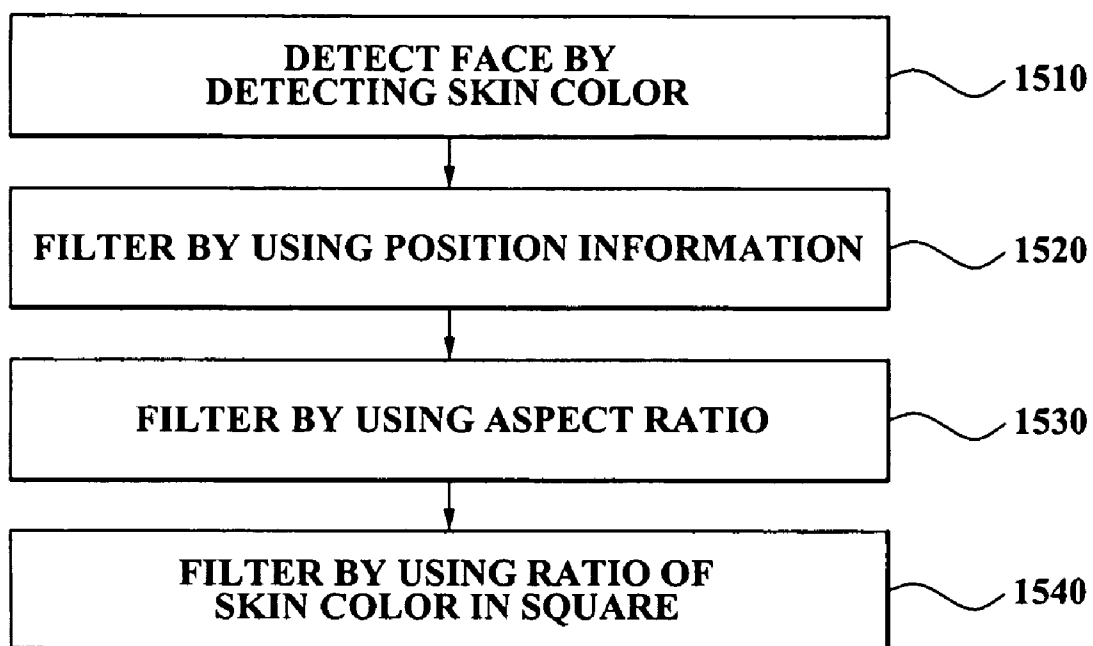 DETECT FACE BY
DETECTING SKIN COLOR
1510
FILTER BY USING POSITION INFORMATION
1520
FILTER BY USING ASPECT RATIO
1530
FILTER BY USING RATIO OF
SKIN COLOR IN SQUARE
1540